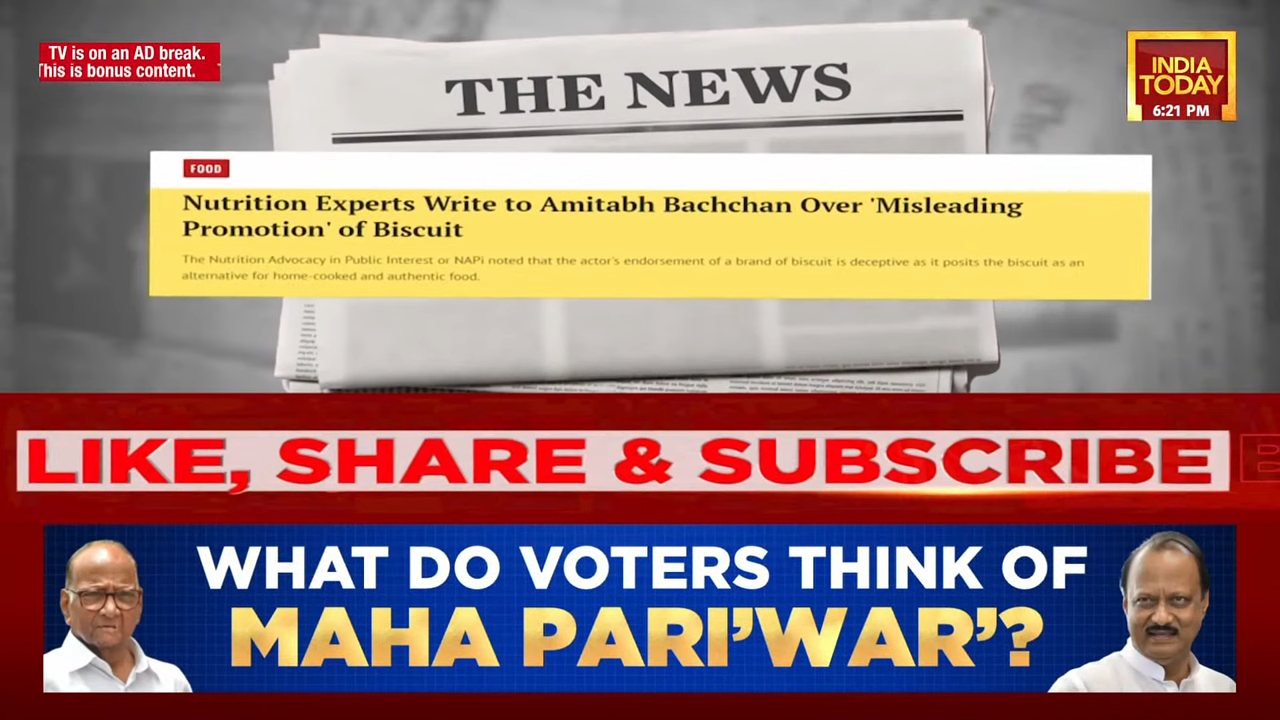 TV is on an AD break.
This is bonus content.
INDIA
TODAY
6:21 PM
THE NEWS
FOOD
Nutrition Experts Write to Amitabh Bachchan Over 'Misleading
Promotion' of Biscuit
The Nutrition Advocacy in Public Interest or NAPi noted that the actor's endorsement of a brand of biscuit is deceptive as it posits the biscuit as an
alternative for home-cooked and authentic food.
LIKE, SHARE & SUBSCRIBE
WHAT DO VOTERS THINK OF
MAHA PARI'WAR'?